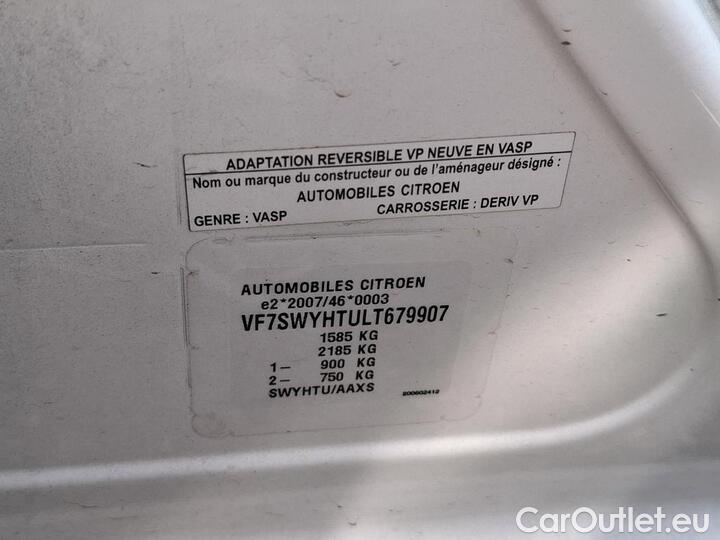 ADAPTATION REVERSIBLE VP NEUVE EN VASP
Nom ou marque du constructeur ou de l'aménageur désigné :
AUTOMOBILES CITROEN
GENRE : VASP CARROSSERIE : DERIV VP
AUTOMOBILES CITROEN
e2*2007/46*0003
VF7SWYHTULT679907
1585 KG
2185 KG
1– 900 KG
2– 750 KG
SWYHTU/AAXS 200602412
CarOutlet.eu